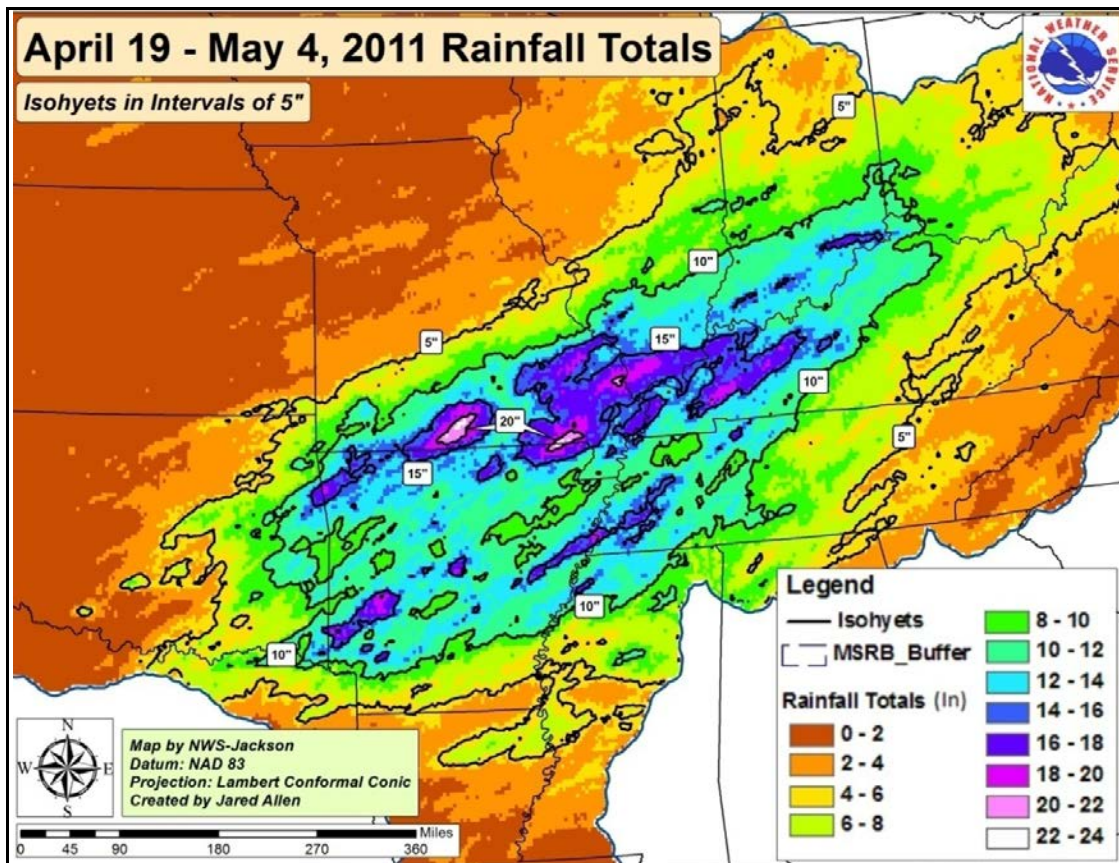 April 19 - May 4, 2011 Rainfall Totals
Isohyets in Intervals of 5"
NATIONAL WEATHER SERVICE
5"
10"
5"
15"
10"
20"
5"
15"
10"
10"
Legend
Isohyets
MSRB_Buffer
Rainfall Totals (In)
0 - 2
2 - 4
4 - 6
6 - 8
8 - 10
10 - 12
12 - 14
14 - 16
16 - 18
18 - 20
20 - 22
22 - 24
N
W E
S
Map by NWS-Jackson
Datum: NAD 83
Projection: Lambert Conformal Conic
Created by Jared Allen
Miles
0 45 90 180 270 360